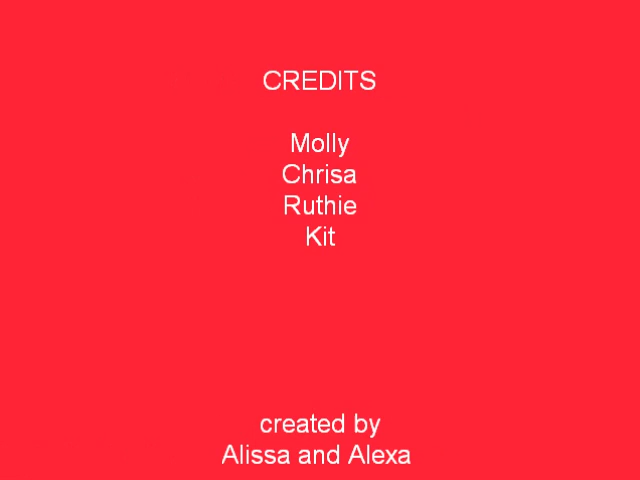 CREDITS
Molly
Chrisa
Ruthie
Kit
created by
Alissa and Alexa